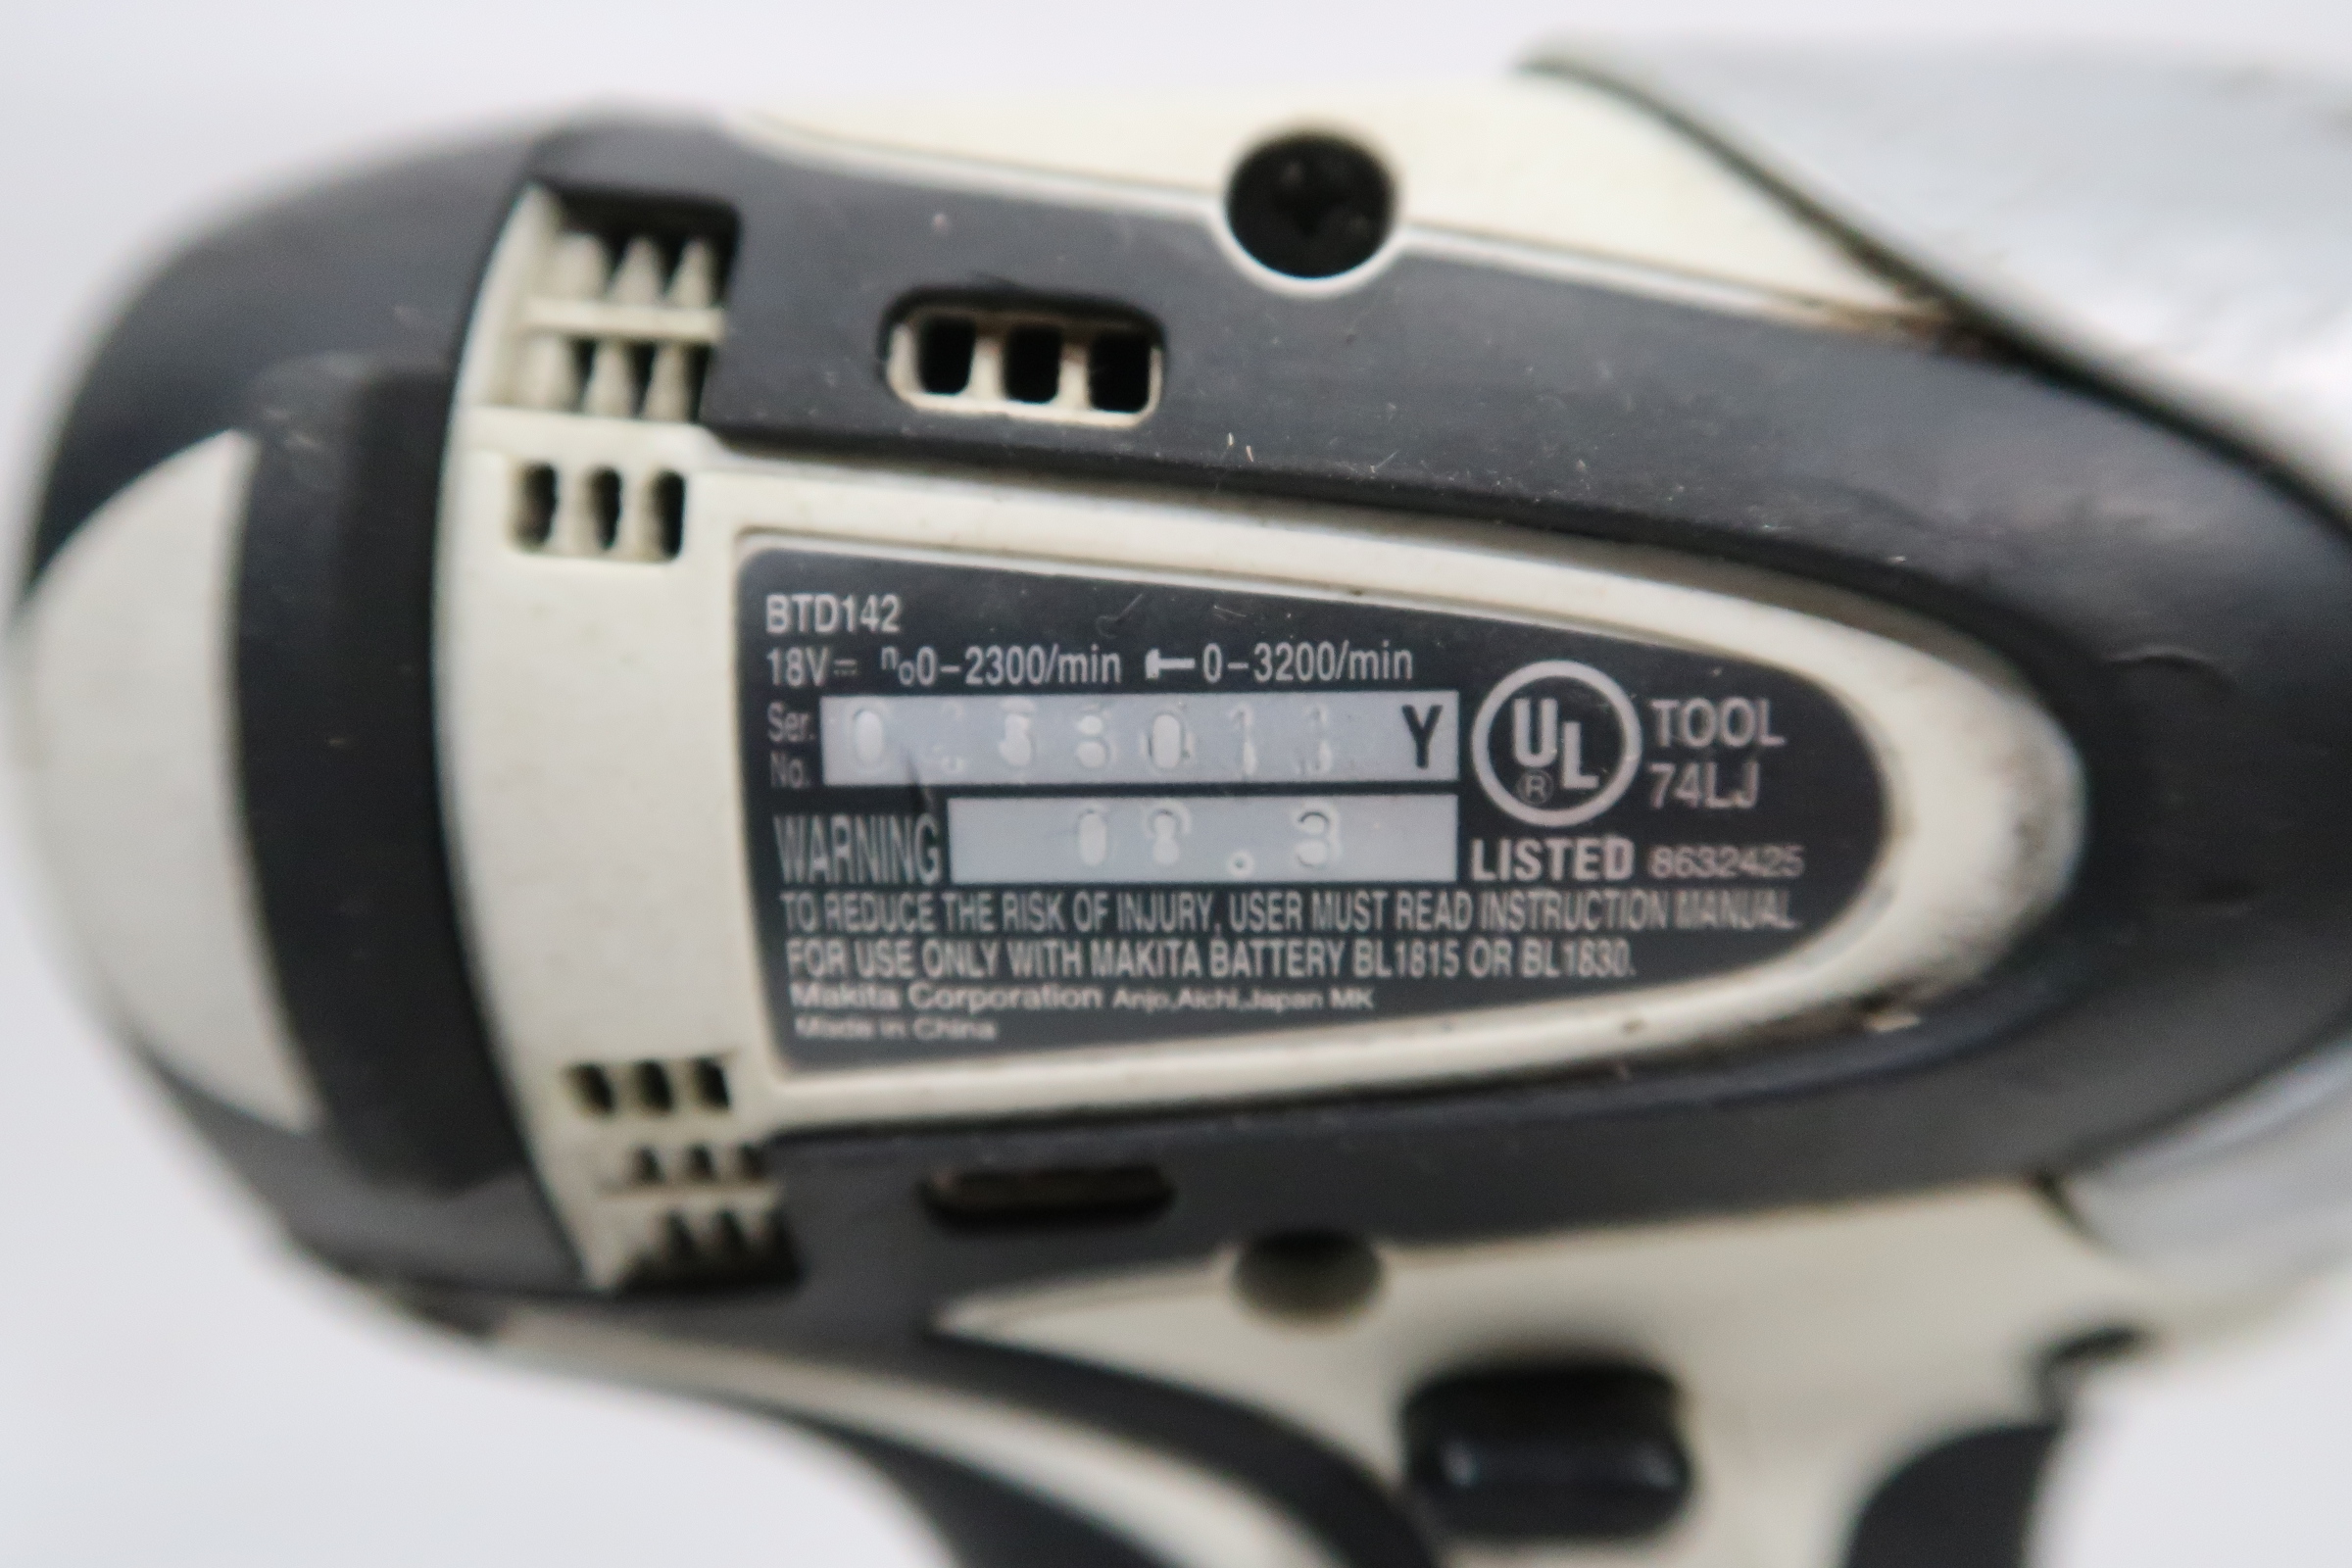 BTD142
18V⎓ n₀0-2300/min 0-3200/min
Ser. No. Y
UL ® TOOL
74LJ
WARNING 08.3
LISTED 8632425
TO REDUCE THE RISK OF INJURY, USER MUST READ INSTRUCTION MANUAL.
FOR USE ONLY WITH MAKITA BATTERY BL1815 OR BL1830.
Makita Corporation Anjo,Aichi,Japan MK
Made in China